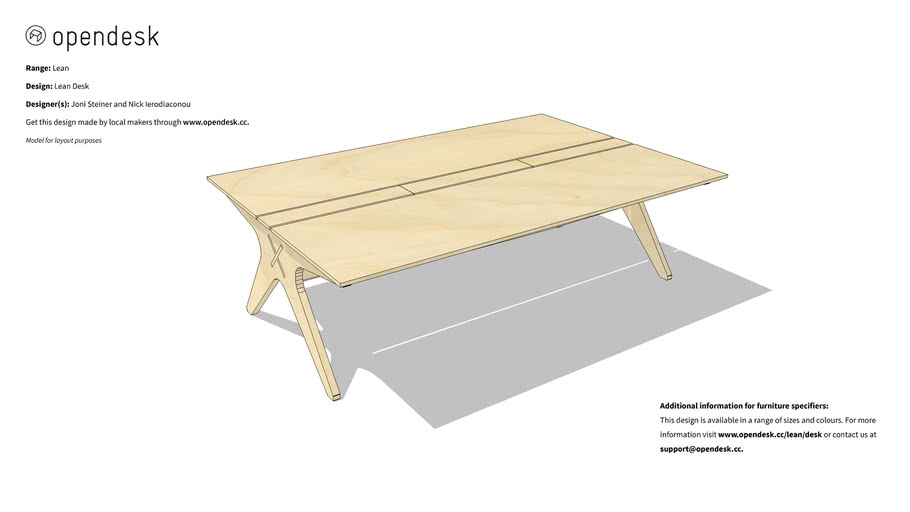 opendesk
Range: Lean
Design: Lean Desk
Designer(s): Joni Steiner and Nick Ierodiaconou
Get this design made by local makers through www.opendesk.cc.
Model for layout purposes
Additional information for furniture specifiers:
This design is available in a range of sizes and colours. For more
information visit www.opendesk.cc/lean/desk or contact us at
support@opendesk.cc.